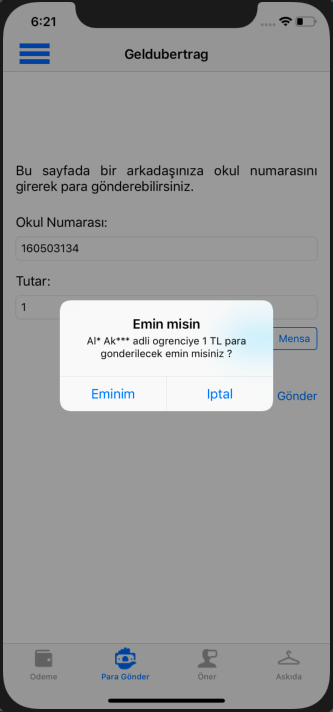 6:21
Geldubertrag
Bu sayfada bir arkadaşınıza okul numarasını
girerek para gönderebilirsiniz.
Okul Numarası:
160503134
Tutar:
1
Emin misin
Al* Ak*** adli ogrenciye 1 TL para
gonderilecek emin misiniz ?
Mensa
Eminim Iptal
Gönder
Odeme Para Gönder Öner Askıda